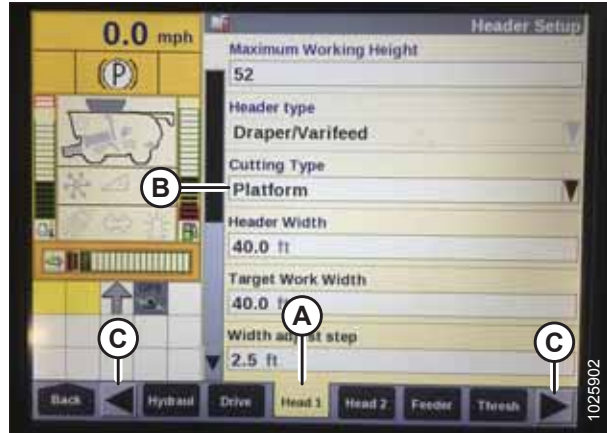 0.0 mph
Header Setup
(P)
Maximum Working Height
52
Header type
Draper/Varifeed
Cutting Type
B
Platform
Header Width
40.0 ft
Target Work Width
40.0 ft
A
C
C
Width adjust step
2.5 ft
Back
Hydraul
Drive
Head 1
Head 2
Feeder
Thresh
1025902